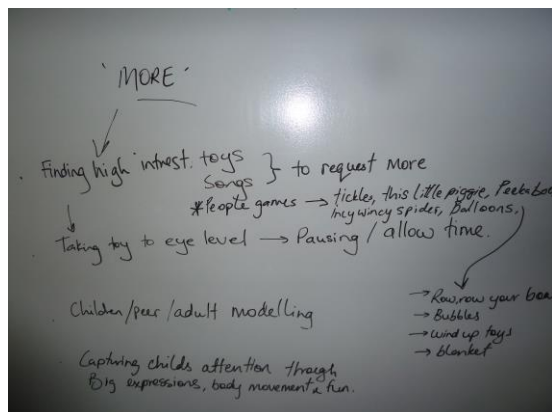 'MORE'
Finding high intrest. toys } to request more
Songs
*People games → tickles, this little piggie, Peekaboo
Incy wincy spider, Balloons,
Taking toy to eye level → Pausing / allow time.
→ Row, row your boa
Children/peer/adult modelling
→ Bubbles
→ wind up toys
→ blanket
Capturing childs attention through
Big expressions, body movement & fun.